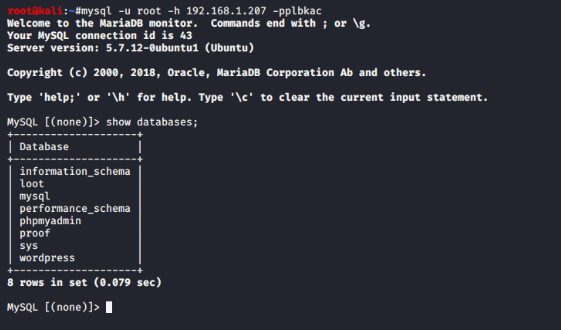 root@kali:~#mysql -u root -h 192.168.1.207 -pplbkac
Welcome to the MariaDB monitor.  Commands end with ; or \g.
Your MySQL connection id is 43
Server version: 5.7.12-0ubuntu1 (Ubuntu)

Copyright (c) 2000, 2018, Oracle, MariaDB Corporation Ab and others.

Type 'help;' or '\h' for help. Type '\c' to clear the current input statement.

MySQL [(none)]> show databases;
+--------------------+
| Database           |
+--------------------+
| information_schema |
| loot               |
| mysql              |
| performance_schema |
| phpmyadmin         |
| proof              |
| sys                |
| wordpress          |
+--------------------+
8 rows in set (0.079 sec)

MySQL [(none)]>